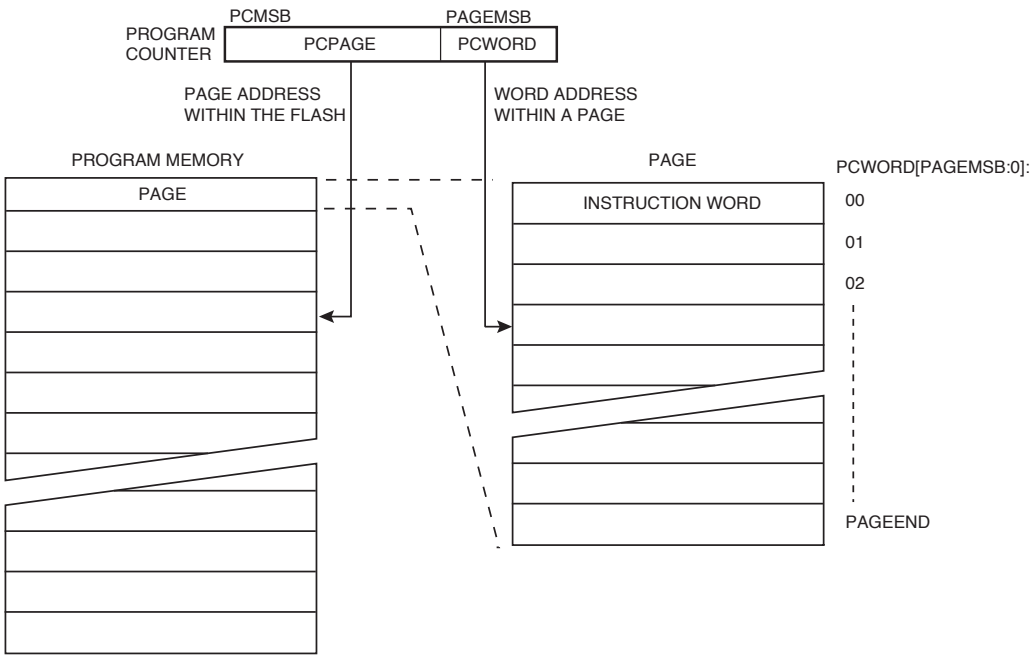 PCMSB
PAGEMSB
PROGRAM
COUNTER
PCPAGE
PCWORD
PAGE ADDRESS
WITHIN THE FLASH
WORD ADDRESS
WITHIN A PAGE
PROGRAM MEMORY
PAGE
PAGE
PCWORD[PAGEMSB:0]:
INSTRUCTION WORD
00
01
02
PAGEEND